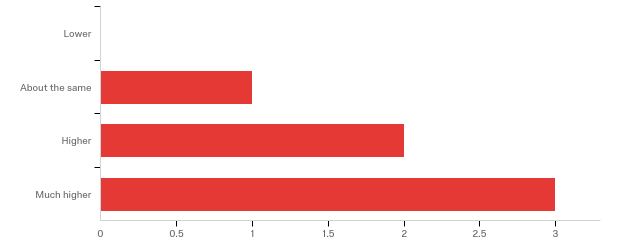 Lower
About the same
Higher
Much higher
0 0.5 1 1.5 2 2.5 3